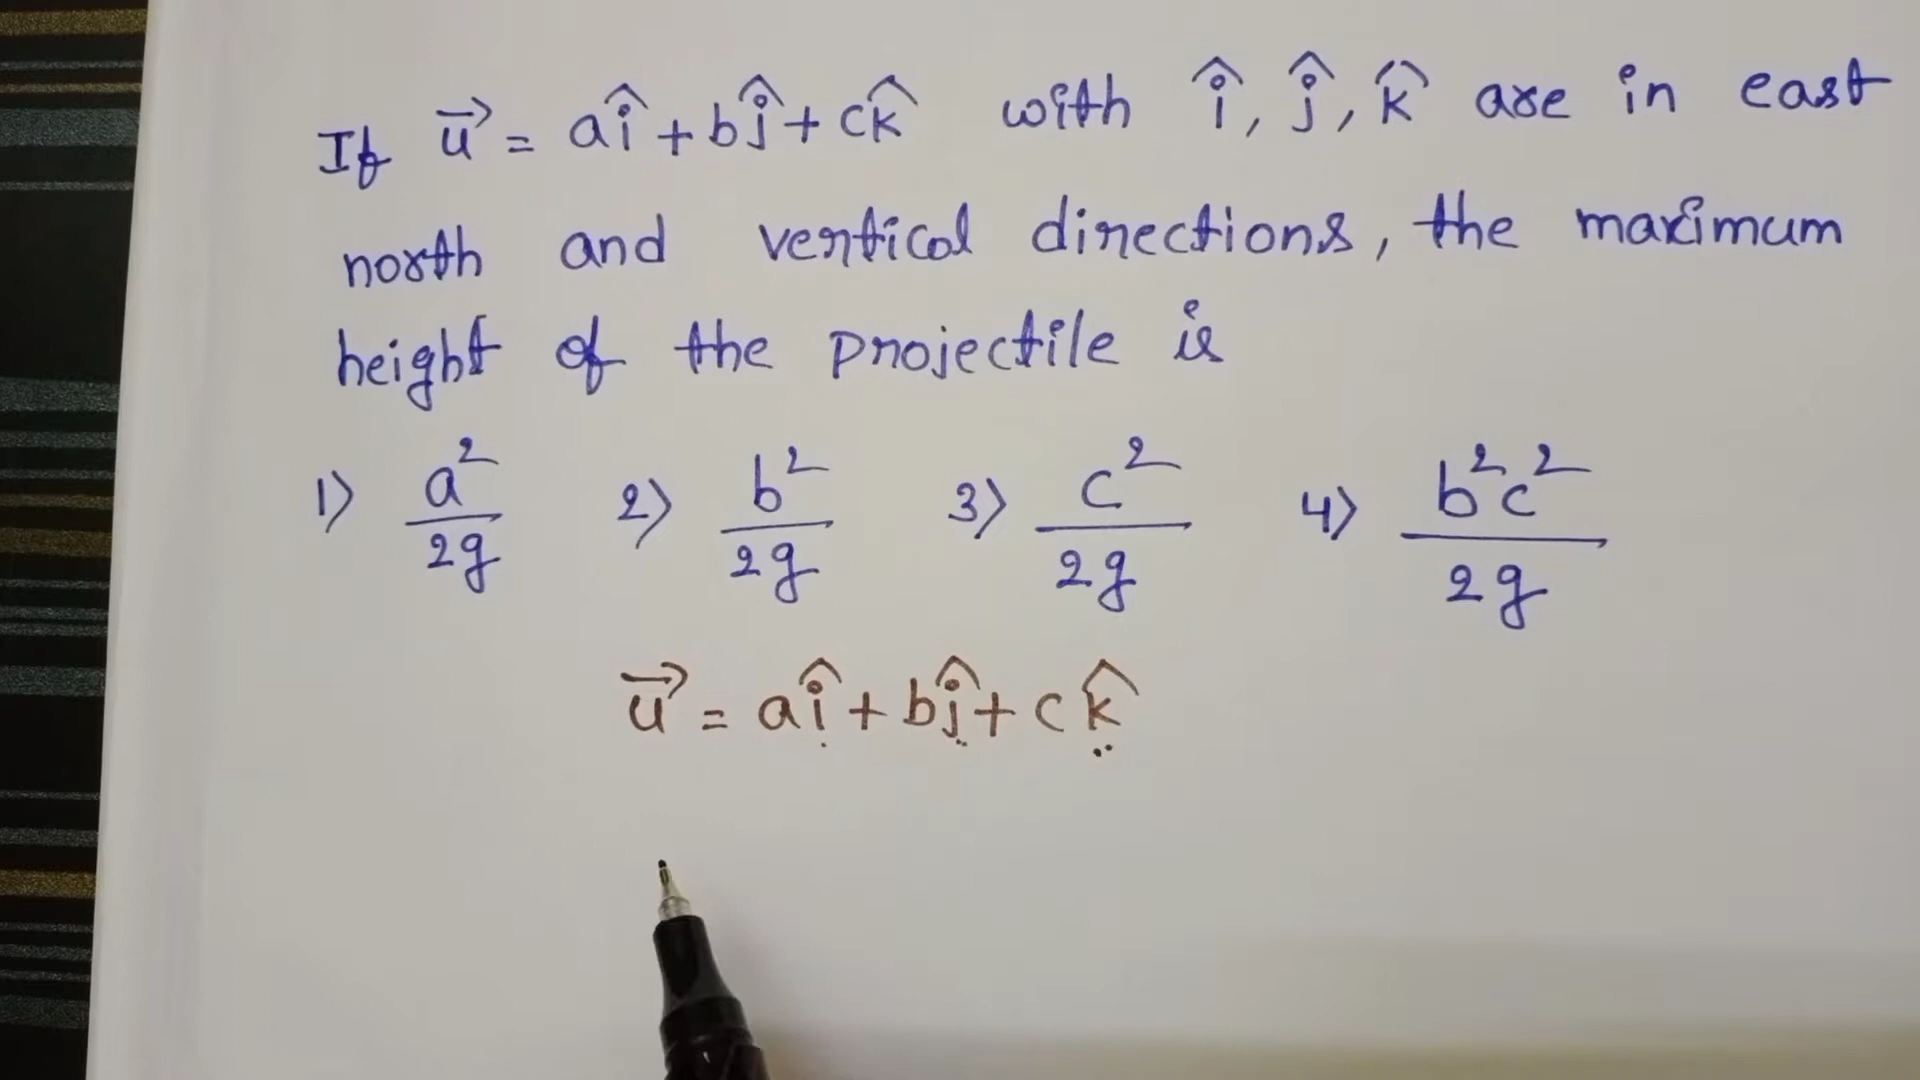 If u⃗ = aî + bĵ + ck̂ with î, ĵ, k̂ are in east
north and vertical directions, the maximum
height of the projectile is
1) a²/2g 2) b²/2g 3) c²/2g 4) b²c²/2g
u⃗ = aî + bĵ + ck̂